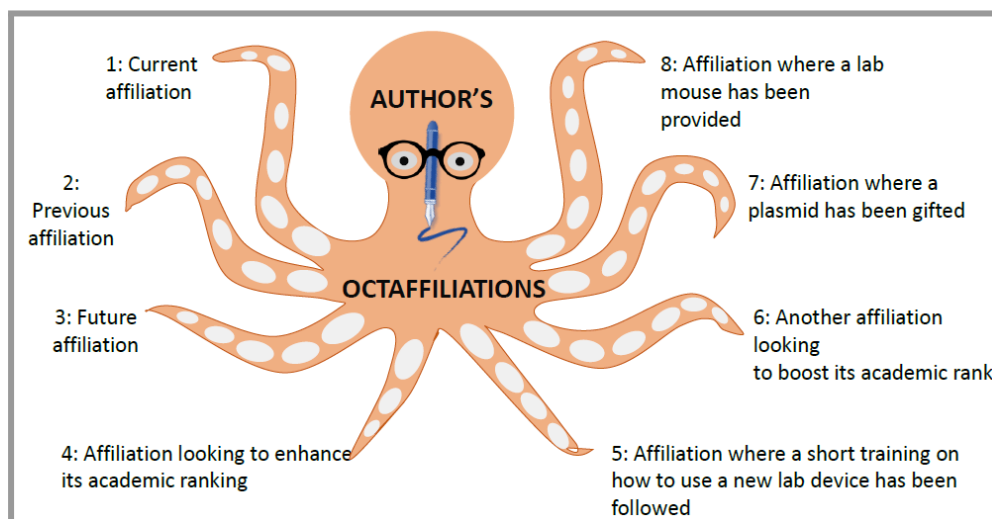 AUTHOR'S
OCTAFFILIATIONS
1: Current
affiliation
2:
Previous
affiliation
3: Future
affiliation
4: Affiliation looking to enhance
its academic ranking
5: Affiliation where a short training on
how to use a new lab device has been
followed
6: Another affiliation
looking
to boost its academic rank
7: Affiliation where a
plasmid has been gifted
8: Affiliation where a lab
mouse has been
provided